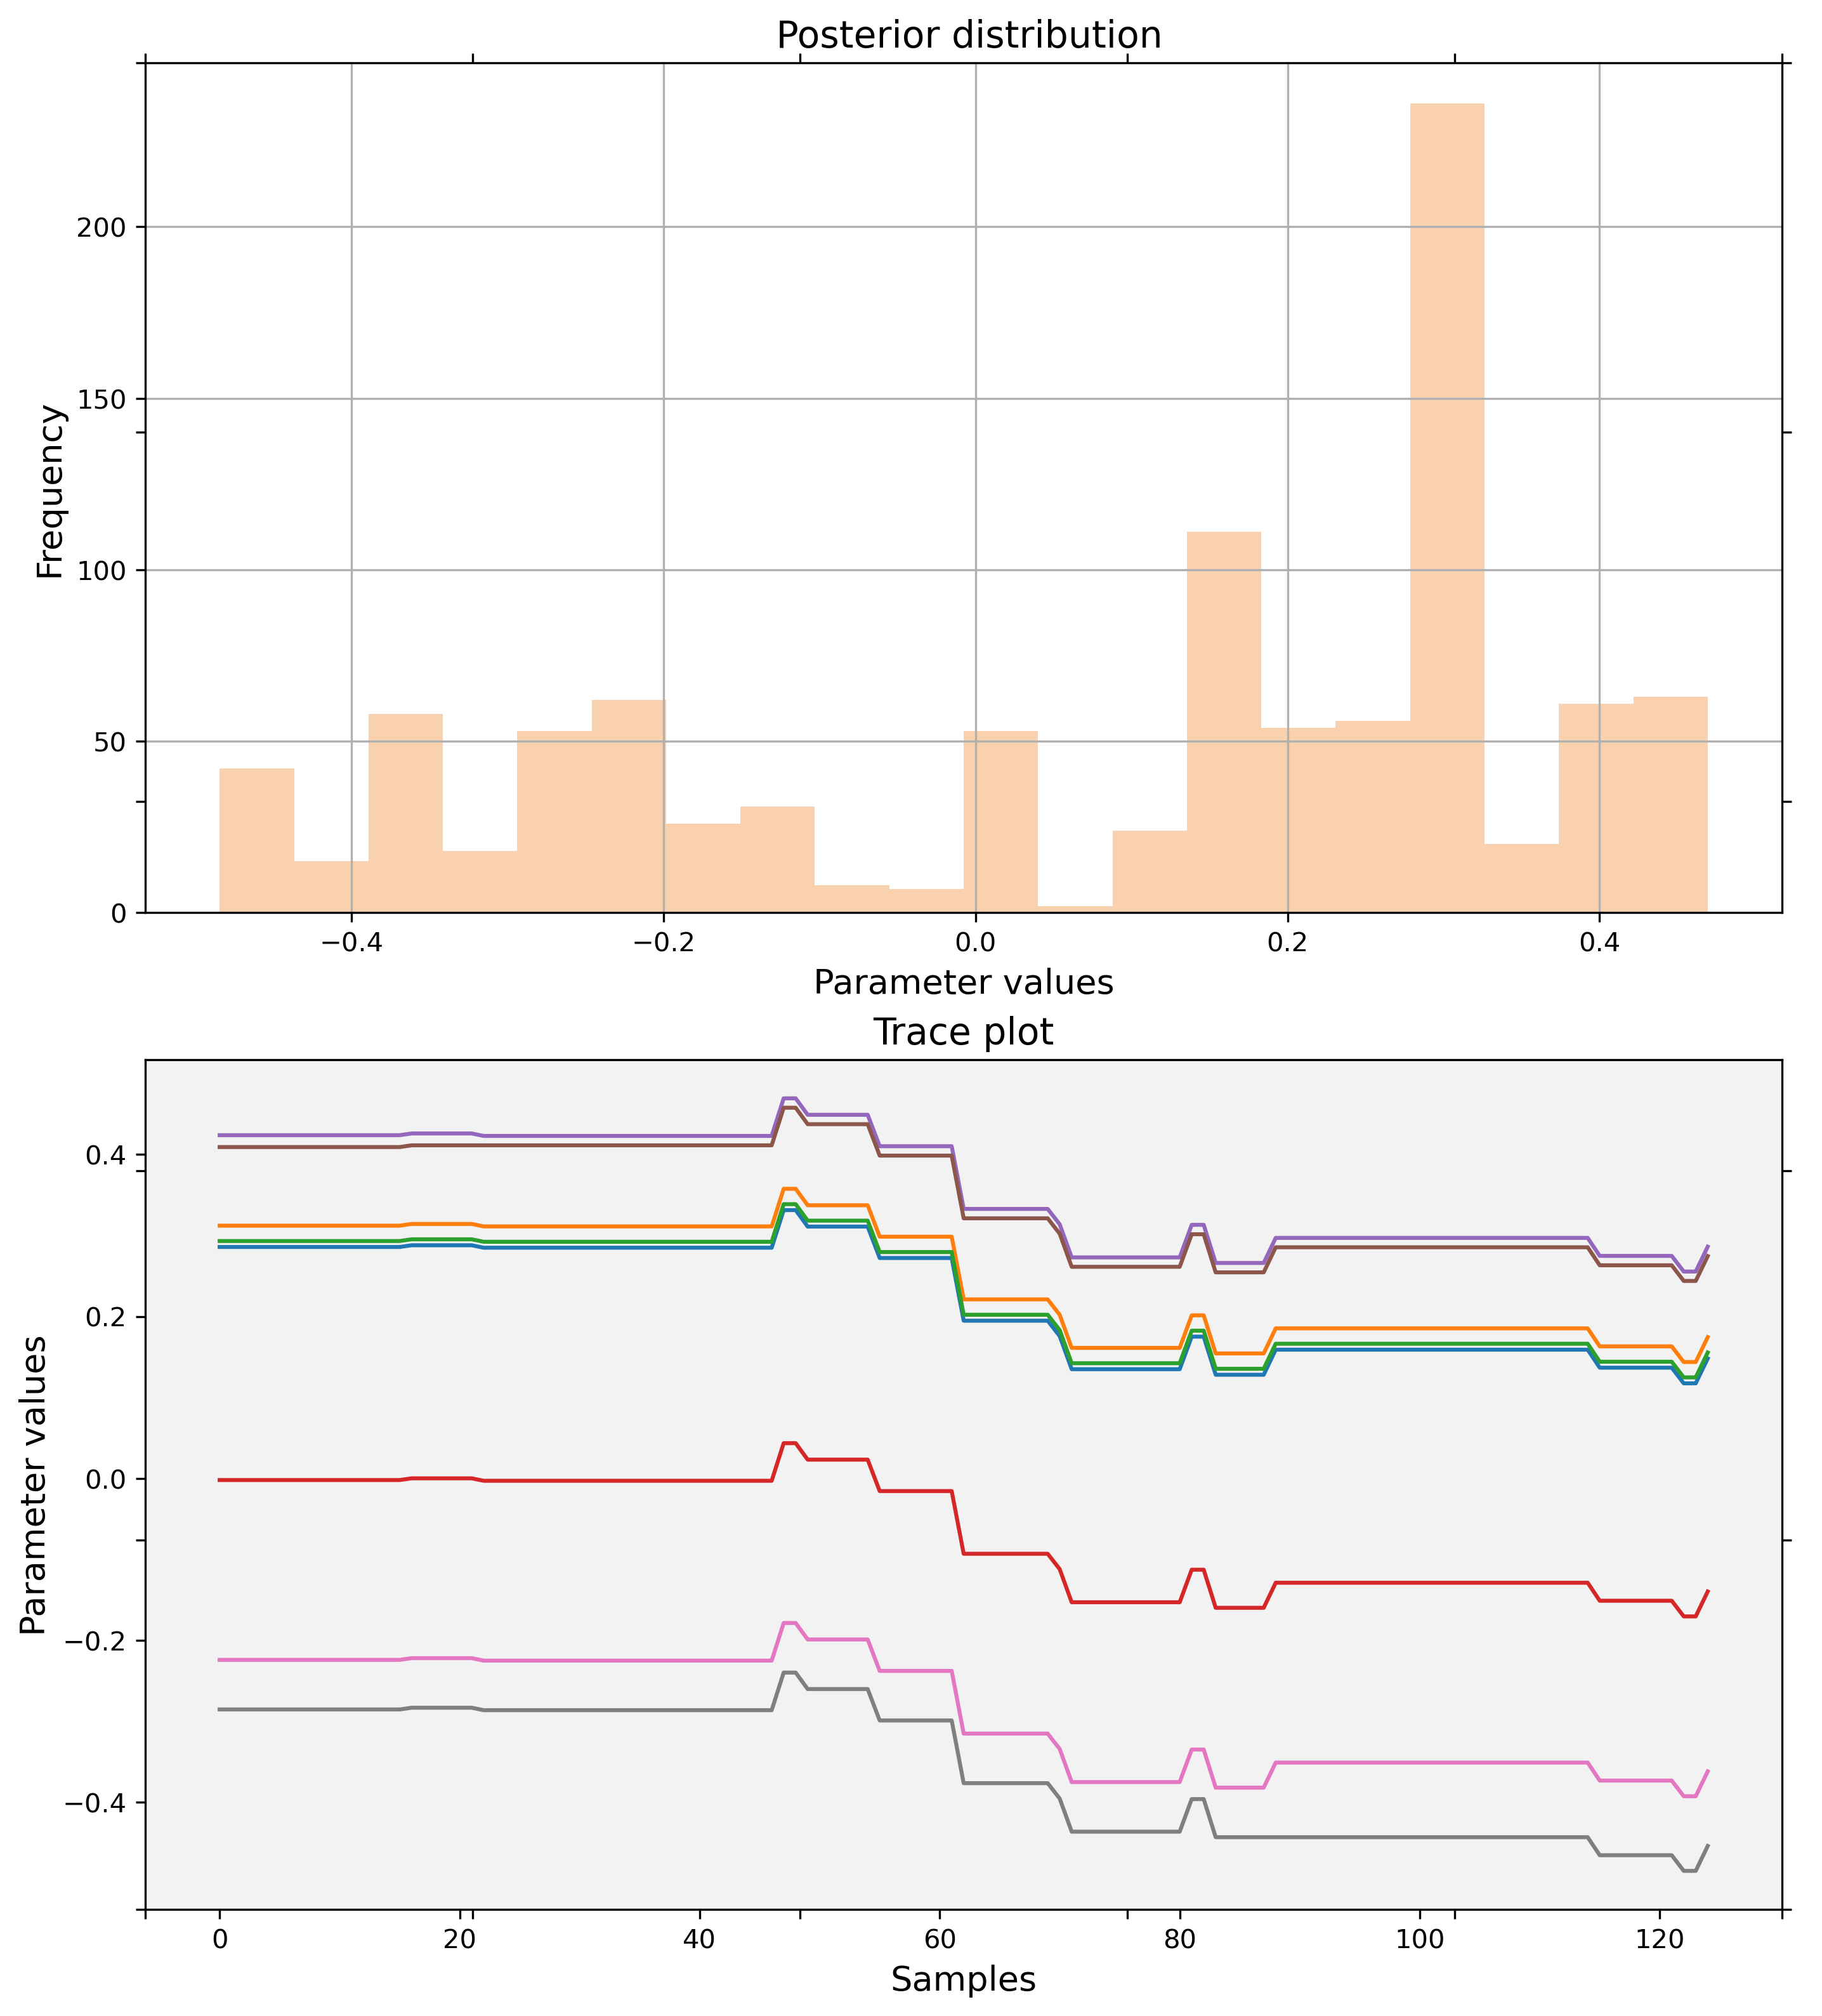 Posterior distribution
200
150
100
50
0
Frequency
−0.4 −0.2 0.0 0.2 0.4
Parameter values
Trace plot
0.4
0.2
0.0
−0.2
−0.4
Parameter values
0 20 40 60 80 100 120
Samples